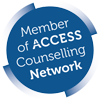 Member
of ACCESS
Counselling
Network